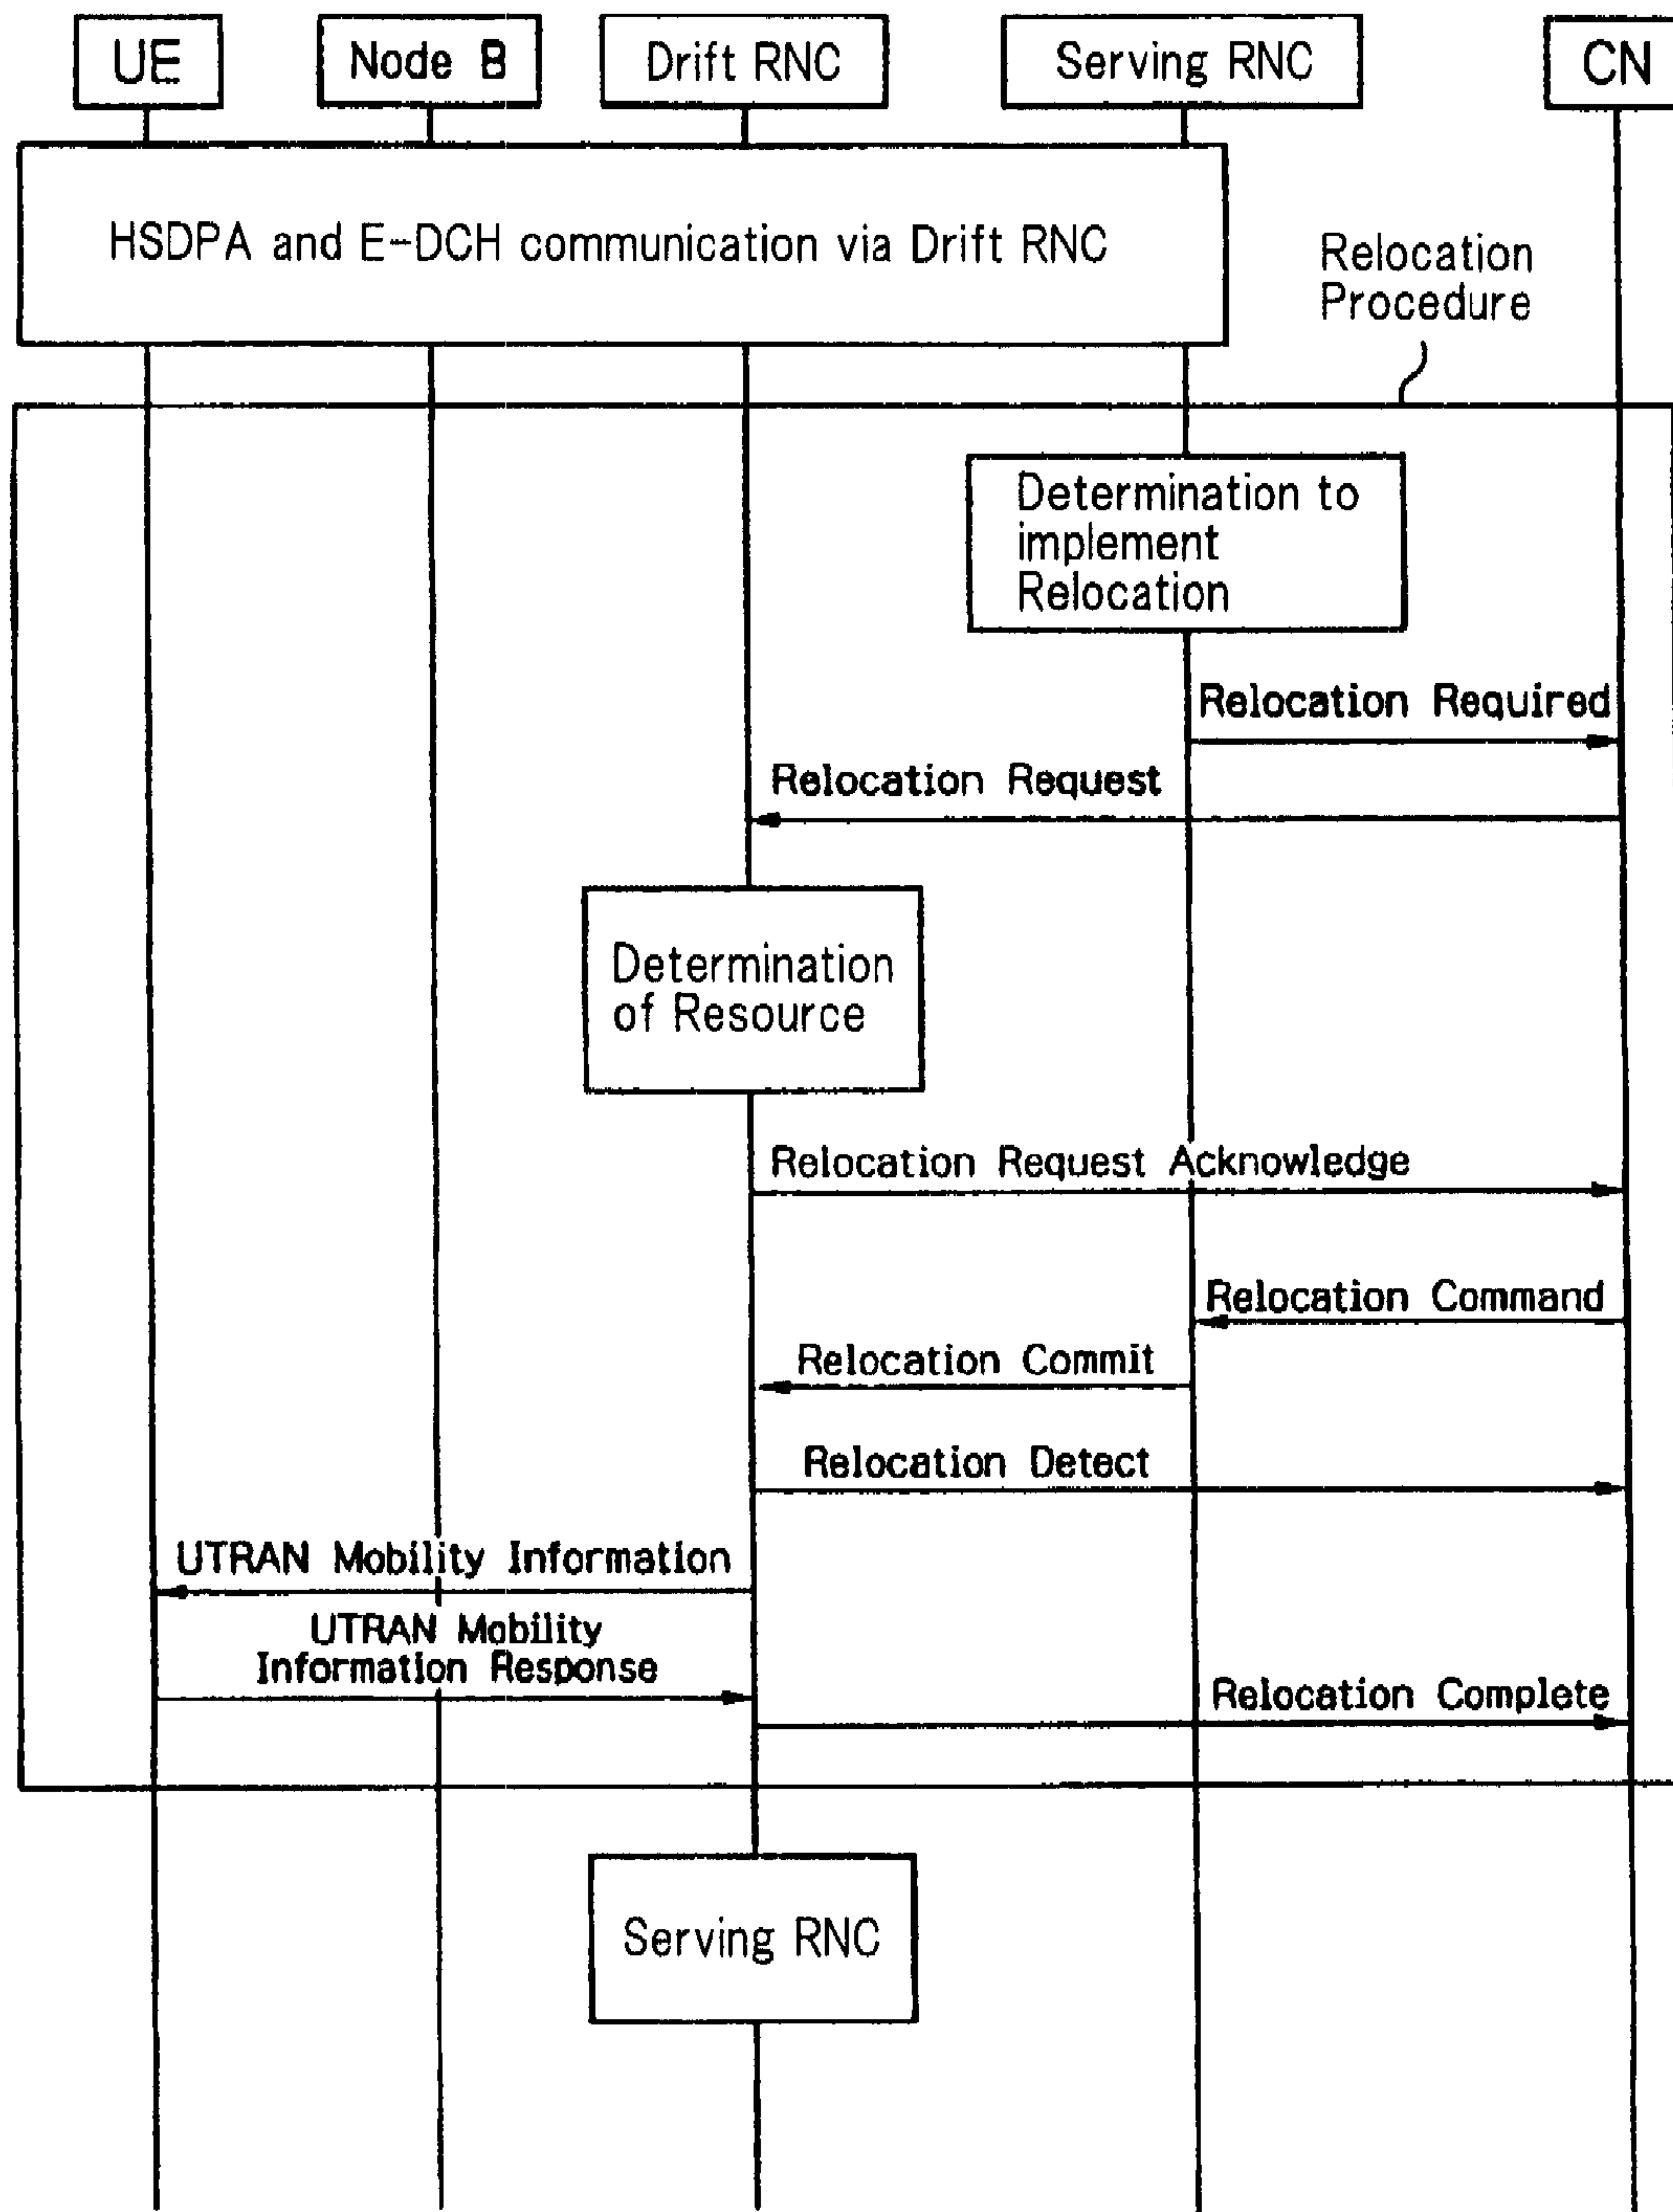 UE
Node B
Drift RNC
Serving RNC
CN
HSDPA and E-DCH communication via Drift RNC
Relocation
Procedure
Determination to
implement
Relocation
Relocation Required
Relocation Request
Determination
of Resource
Relocation Request Acknowledge
Relocation Command
Relocation Commit
Relocation Detect
UTRAN Mobility Information
UTRAN Mobility
Information Response
Relocation Complete
Serving RNC